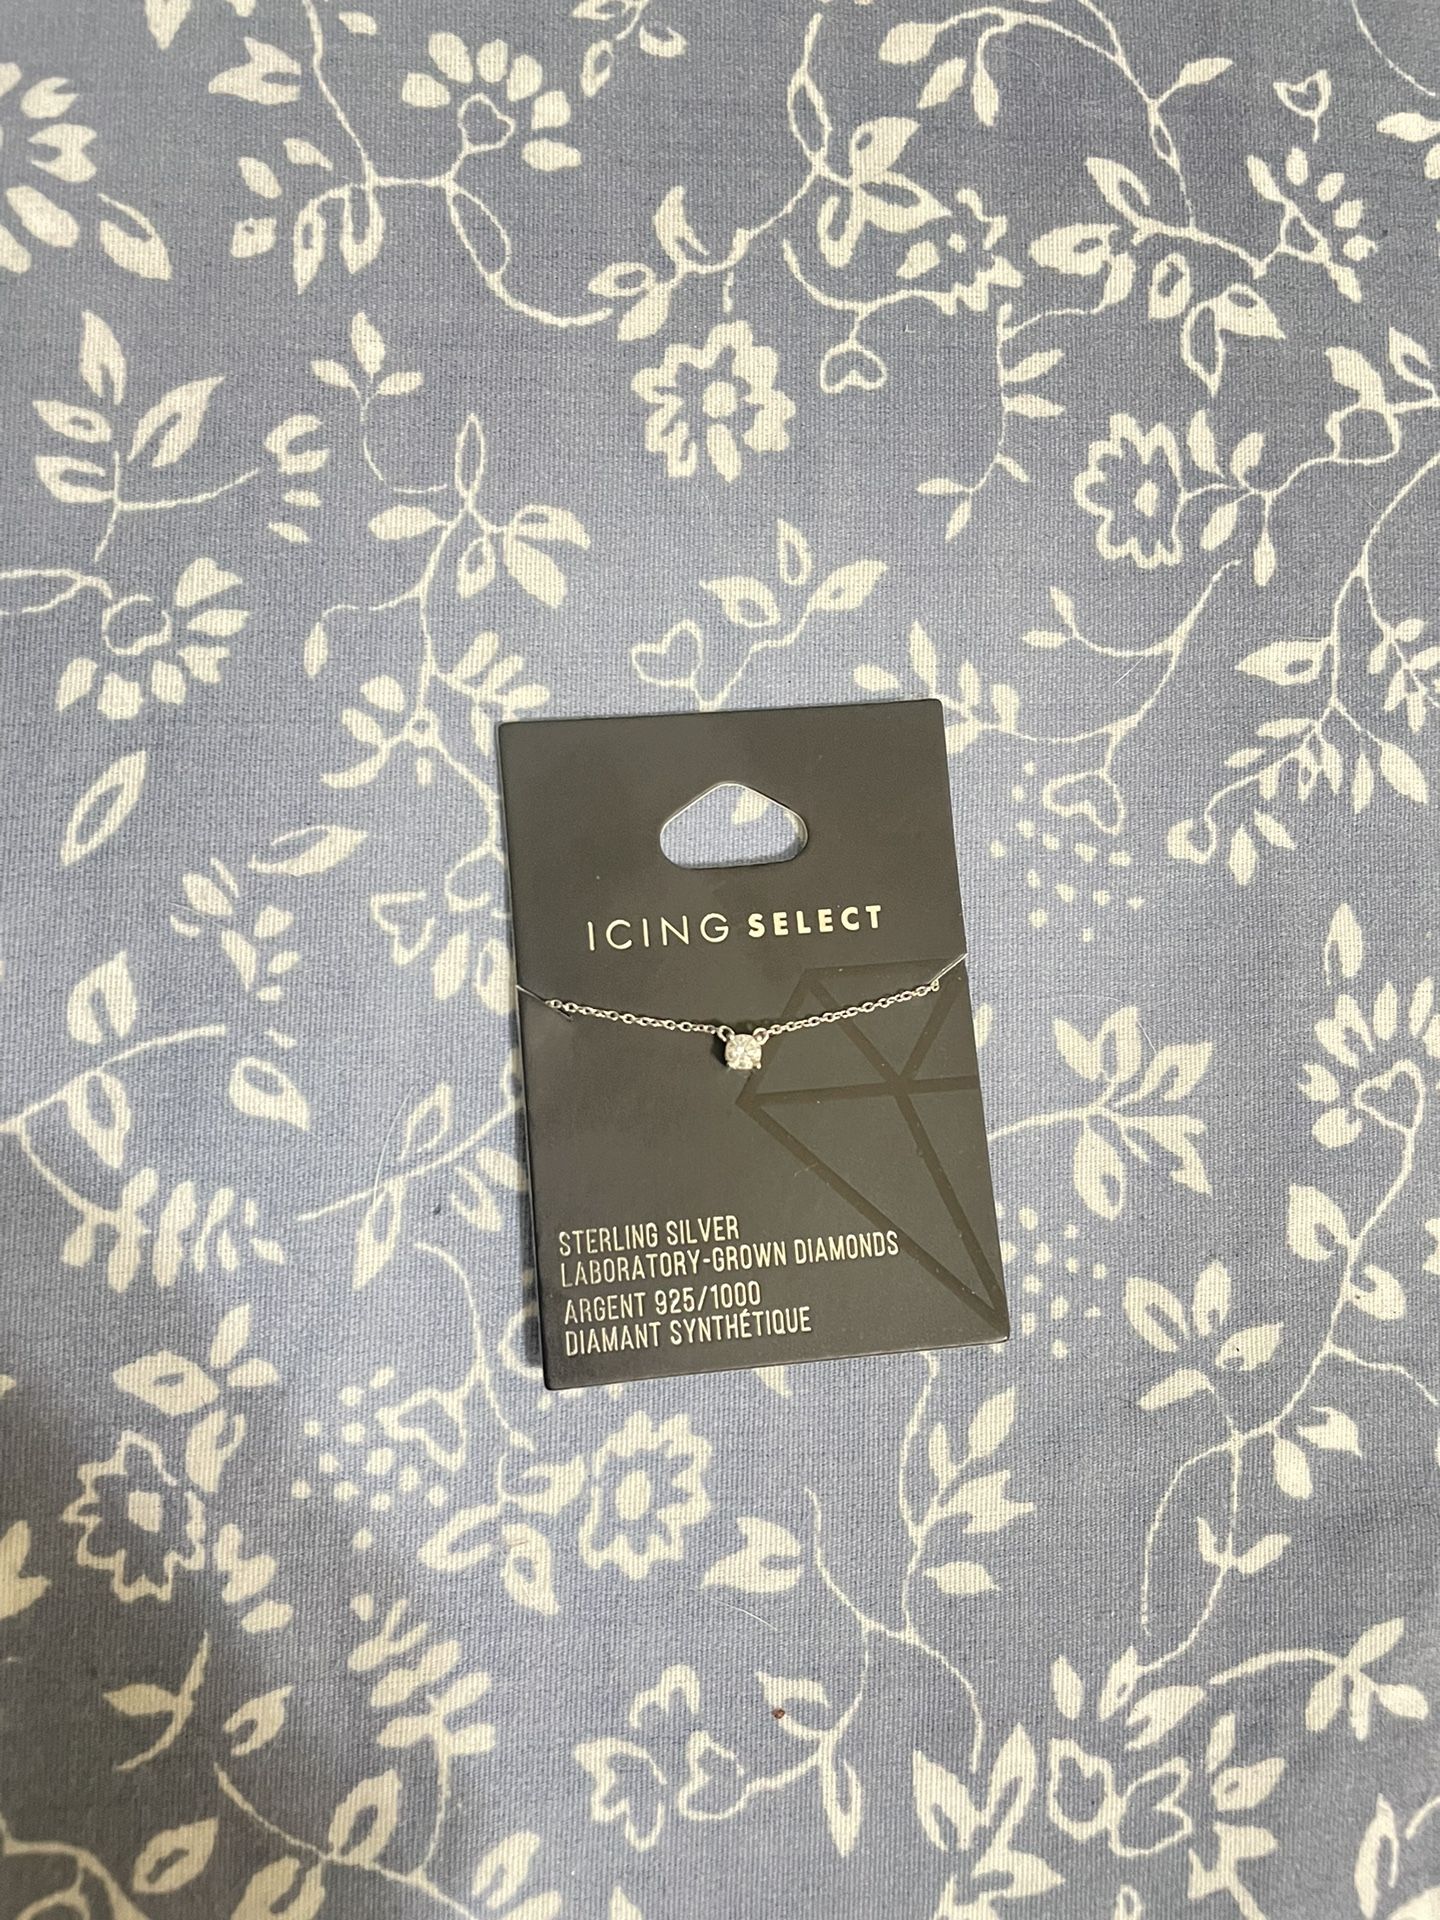 ICING SELECT
STERLING SILVER
LABORATORY-GROWN DIAMONDS
ARGENT 925/1000
DIAMANT SYNTHÉTIQUE